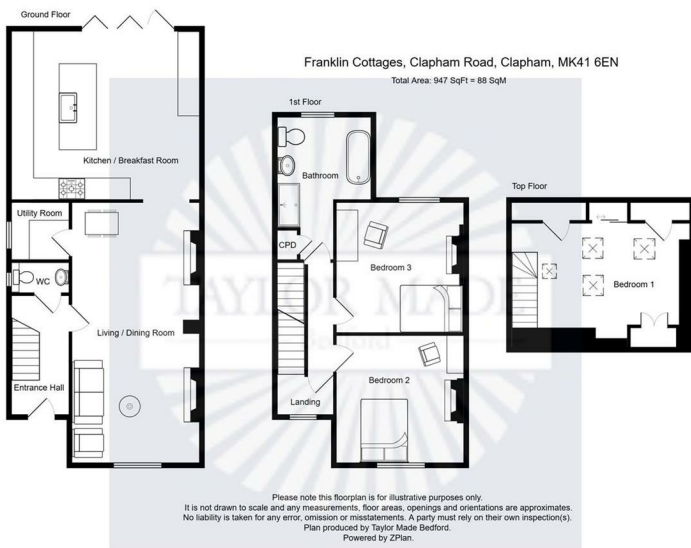 Ground Floor
Franklin Cottages, Clapham Road, Clapham, MK41 6EN
Total Area: 947 SqFt = 88 SqM
1st Floor
Kitchen / Breakfast Room
Bathroom
Top Floor
Utility Room
CPD
WC
Bedroom 3
Bedroom 1
TAYLOR MADE
Bedford
Living / Dining Room
Entrance Hall
Bedroom 2
Landing
Please note this floorplan is for illustrative purposes only.
It is not drawn to scale and any measurements, floor areas, openings and orientations are approximates.
No liability is taken for any error, omission or misstatements. A party must rely on their own inspection(s).
Plan produced by Taylor Made Bedford.
Powered by ZPlan.